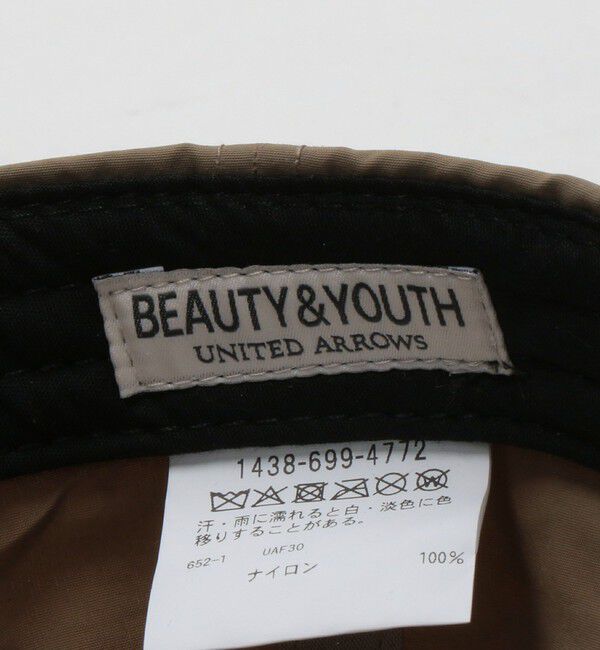 BEAUTY&YOUTH
UNITED ARROWS
1438-699-4772
汗・雨に濡れると白・淡色に色
移りすることがある。
652-1 UAF30
ナイロン 100%